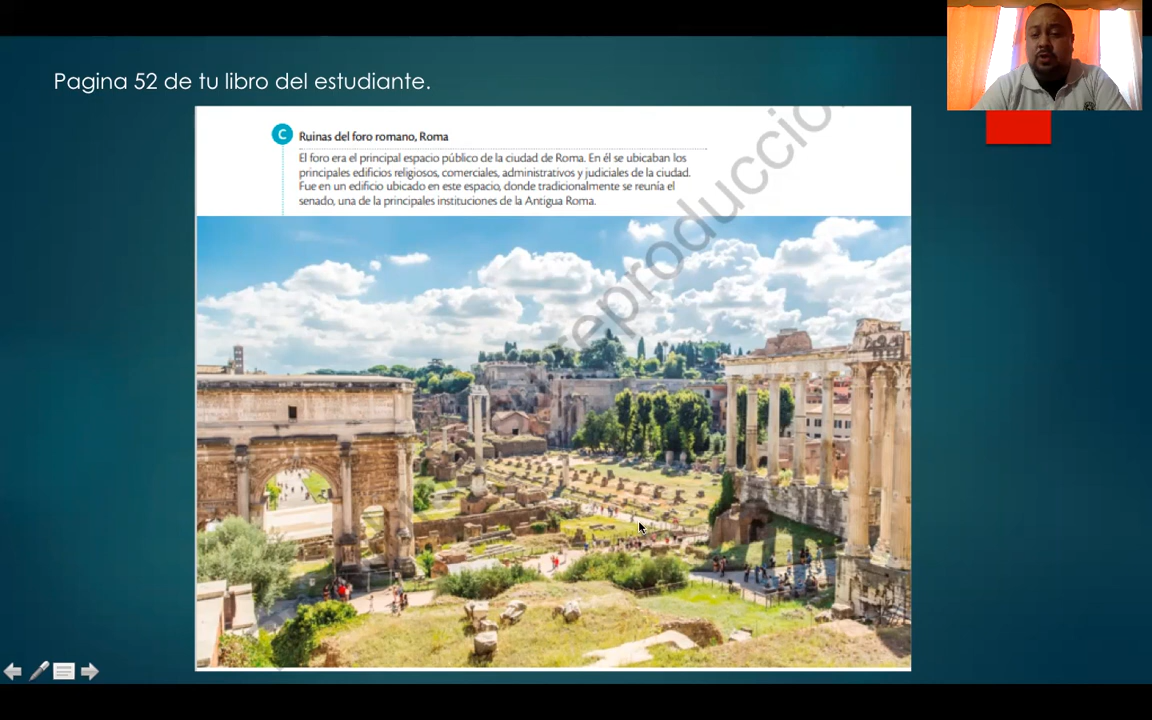 Pagina 52 de tu libro del estudiante.
C
Ruinas del foro romano, Roma
El foro era el principal espacio público de la ciudad de Roma. En él se ubicaban los
principales edificios religiosos, comerciales, administrativos y judiciales de la ciudad.
Fue en un edificio ubicado en este espacio, donde tradicionalmente se reunía el
senado, una de la principales instituciones de la Antigua Roma.